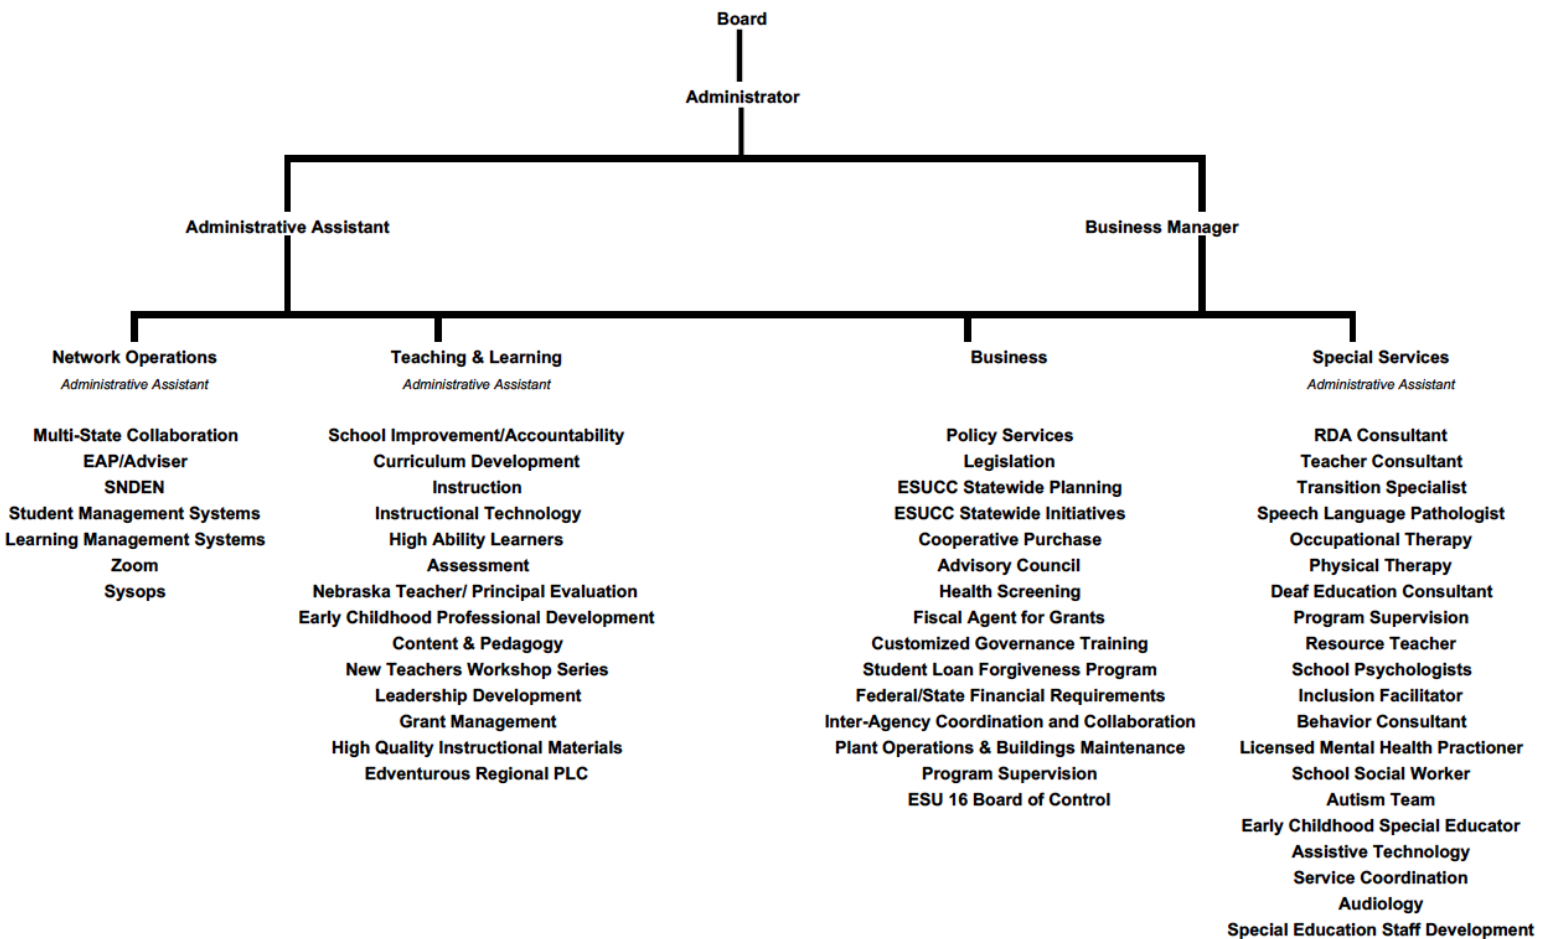 Board
Administrator
Administrative Assistant
Business Manager
Network Operations
Administrative Assistant
Multi-State Collaboration
EAP/Adviser
SNDEN
Student Management Systems
Learning Management Systems
Zoom
Sysops
Teaching & Learning
Administrative Assistant
School Improvement/Accountability
Curriculum Development
Instruction
Instructional Technology
High Ability Learners
Assessment
Nebraska Teacher/ Principal Evaluation
Early Childhood Professional Development
Content & Pedagogy
New Teachers Workshop Series
Leadership Development
Grant Management
High Quality Instructional Materials
Edventurous Regional PLC
Business
Policy Services
Legislation
ESUCC Statewide Planning
ESUCC Statewide Initiatives
Cooperative Purchase
Advisory Council
Health Screening
Fiscal Agent for Grants
Customized Governance Training
Student Loan Forgiveness Program
Federal/State Financial Requirements
Inter-Agency Coordination and Collaboration
Plant Operations & Buildings Maintenance
Program Supervision
ESU 16 Board of Control
Special Services
Administrative Assistant
RDA Consultant
Teacher Consultant
Transition Specialist
Speech Language Pathologist
Occupational Therapy
Physical Therapy
Deaf Education Consultant
Program Supervision
Resource Teacher
School Psychologists
Inclusion Facilitator
Behavior Consultant
Licensed Mental Health Practioner
School Social Worker
Autism Team
Early Childhood Special Educator
Assistive Technology
Service Coordination
Audiology
Special Education Staff Development